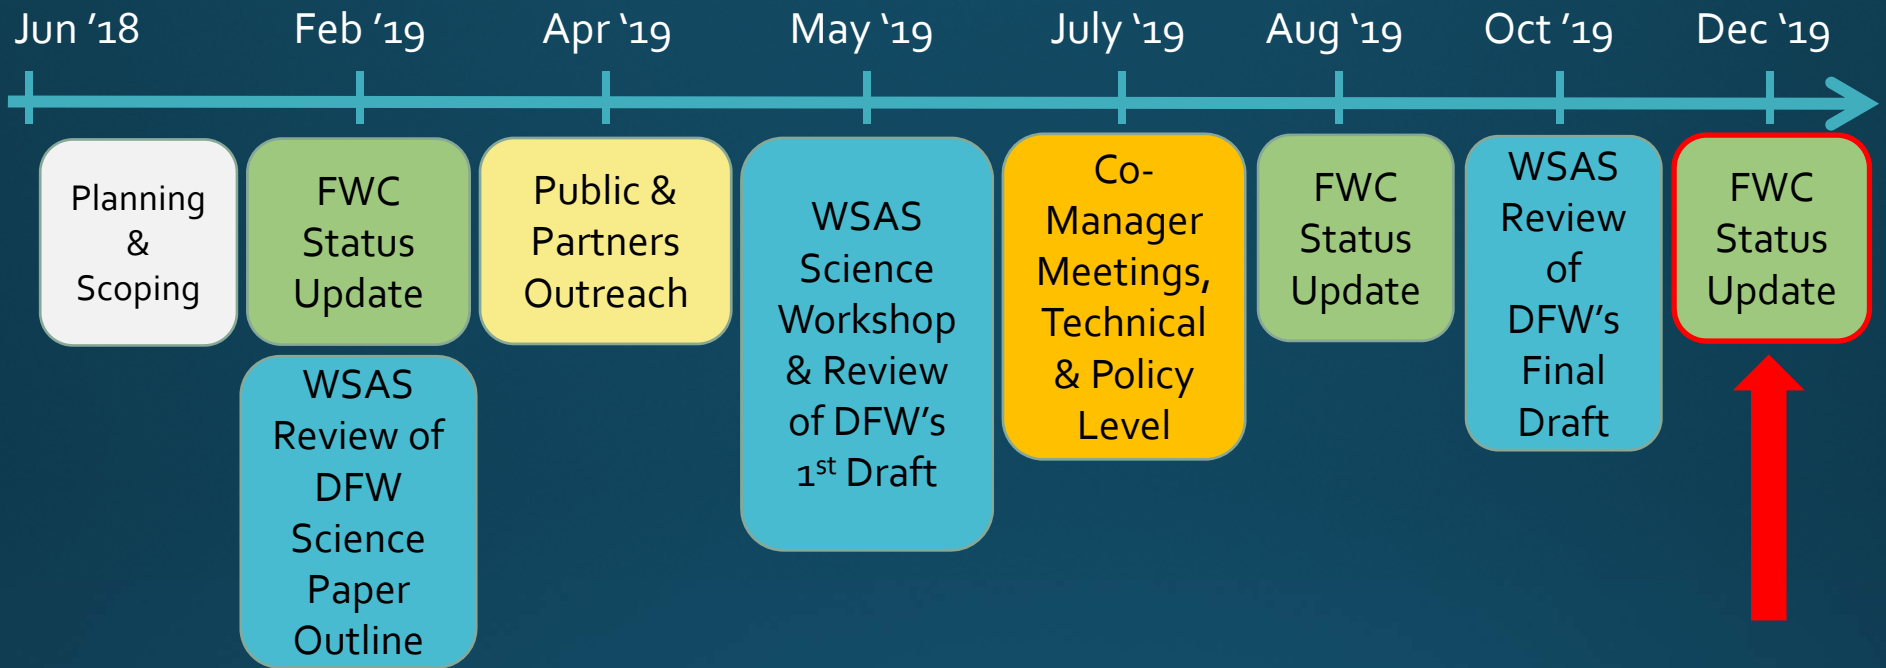 Jun ’18
Feb ’19
Apr ‘19
May ‘19
July ‘19
Aug ‘19
Oct ’19
Dec ‘19
Planning
&
Scoping
FWC
Status
Update
WSAS
Review of
DFW
Science
Paper
Outline
Public &
Partners
Outreach
WSAS
Science
Workshop
& Review
of DFW’s
1st Draft
Co-
Manager
Meetings,
Technical
& Policy
Level
FWC
Status
Update
WSAS
Review
of
DFW’s
Final
Draft
FWC
Status
Update